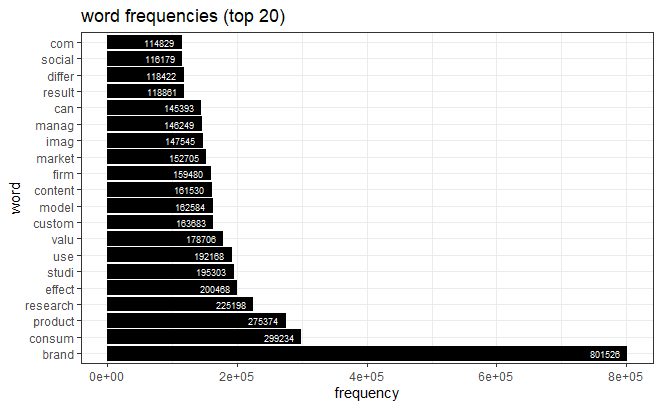 word frequencies (top 20)
word
com 114829
social 116179
differ 118422
result 118861
can 145393
manag 146249
imag 147545
market 152705
firm 159480
content 161530
model 162584
custom 163683
valu 178706
use 192168
studi 195303
effect 200468
research 225198
product 275374
consum 299234
brand 801526
0e+00 2e+05 4e+05 6e+05 8e+05
frequency